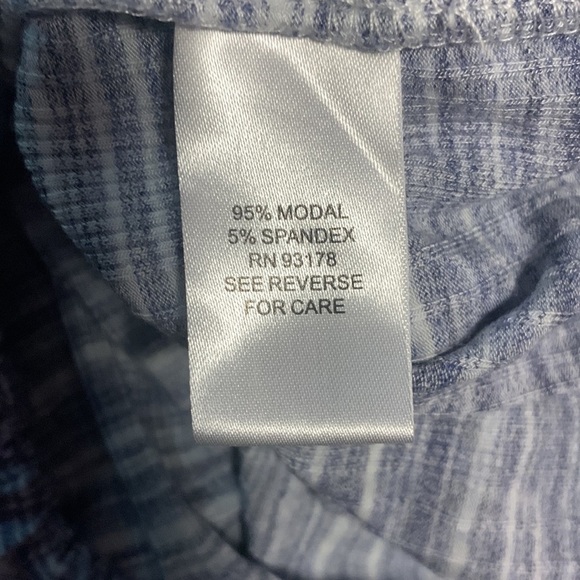 95% MODAL
5% SPANDEX
RN 93178
SEE REVERSE
FOR CARE